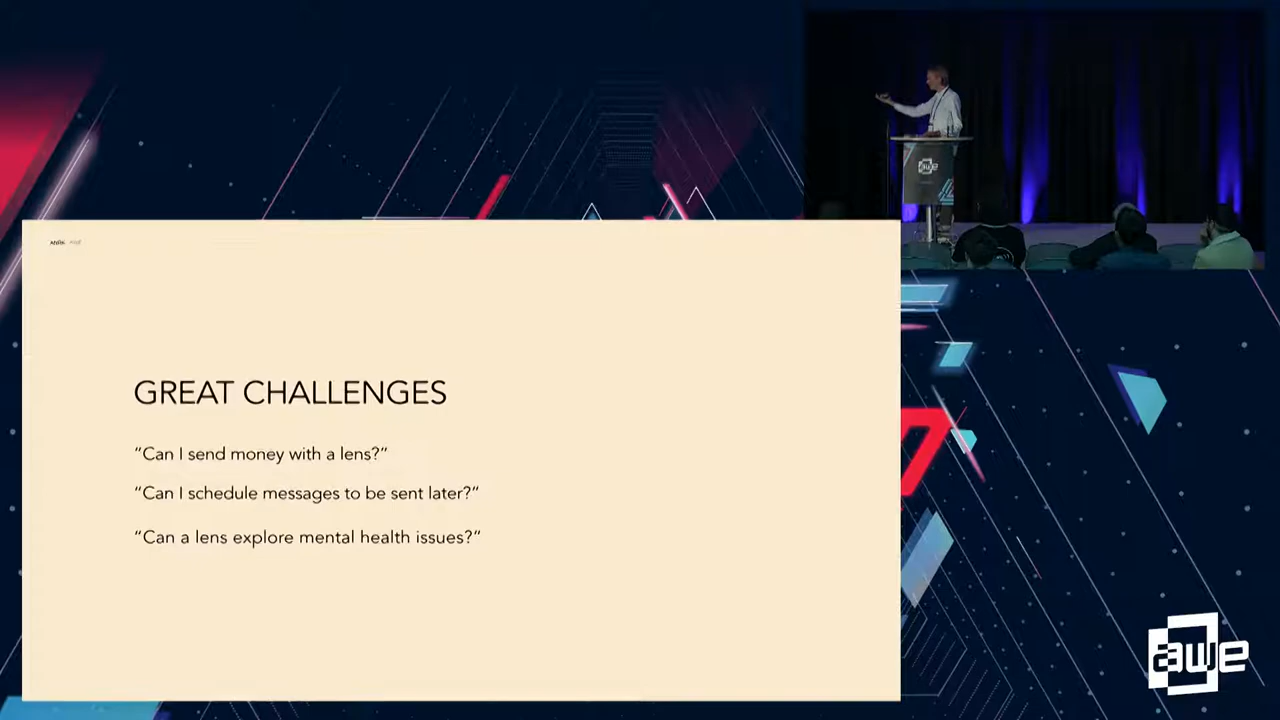 GREAT CHALLENGES
“Can I send money with a lens?”
“Can I schedule messages to be sent later?”
“Can a lens explore mental health issues?”
awe
awe